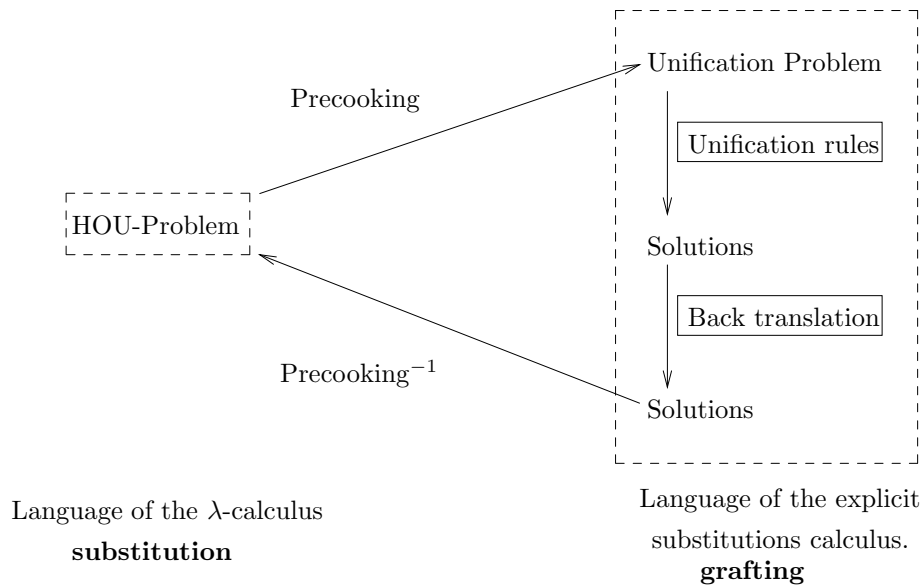 Unification Problem
Precooking
Unification rules
HOU-Problem
Solutions
Back translation
Precooking⁻¹
Solutions
Language of the λ-calculus
substitution
Language of the explicit
substitutions calculus.
grafting